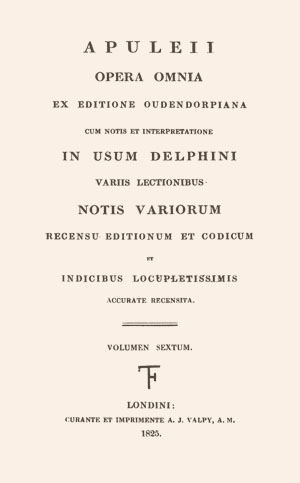 APULEII
OPERA OMNIA
EX EDITIONE OUDENDORPIANA
CUM NOTIS ET INTERPRETATIONE
IN USUM DELPHINI
VARIIS LECTIONIBUS
NOTIS VARIORUM
RECENSU EDITIONUM ET CODICUM
ET
INDICIBUS LOCUPLETISSIMIS
ACCURATE RECENSITA.
VOLUMEN SEXTUM.
LONDINI:
CURANTE ET IMPRIMENTE A. J. VALPY, A. M.
1825.